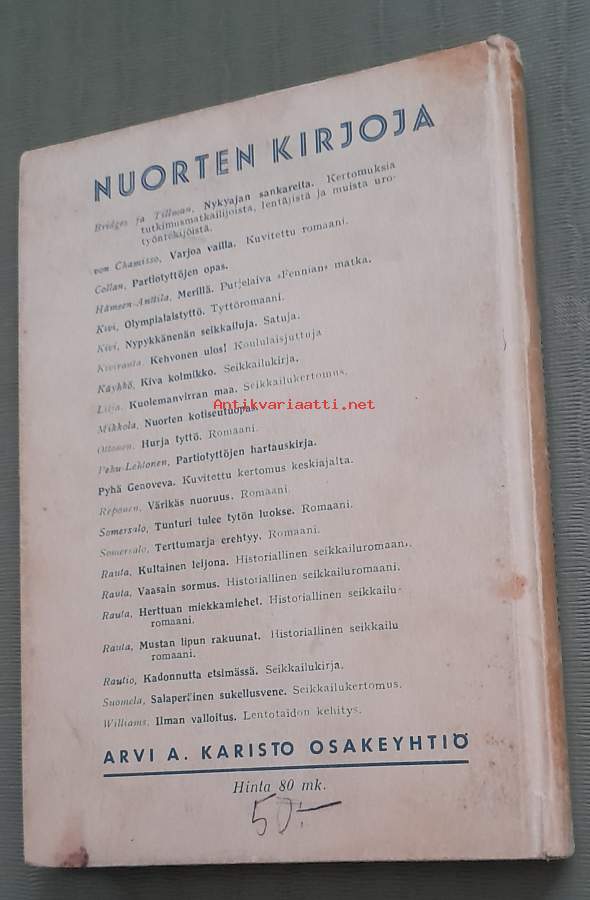 NUORTEN KIRJOJA
Bridges ja Tillman, Nykyajan sankareita. Kertomuksia
tutkimusmatkailijoista, lentäjistä ja muista uro-
työntekijöistä.
von Chamisso, Varjoa vailla. Kuvitettu romaani.
Collan, Partiotyttöjen opas.
Hämeen-Anttila, Merillä. Purjelaiva »Fennian» matka.
Kivi, Olympialaistyttö. Tyttöromaani.
Kivi, Nypykkänenän seikkailuja. Satuja.
Kiviranta, Kehvonen ulos! Koululaisjuttuja
Käyhkö, Kiva kolmikko. Seikkailukirja.
Lilja, Kuolemanvirran maa. Seikkailukertomus.
Antikvariaatti.net
Mikkola, Nuorten kotiseutuopas.
Ottonen, Hurja tyttö. Romaani.
Pehu-Lehtonen, Partiotyttöjen hartauskirja.
Pyhä Genoveva. Kuvitettu kertomus keskiajalta.
Reponen, Värikäs nuoruus. Romaani
Somersalo, Tunturi tulee tytön luokse. Romaani.
Somersalo, Terttumarja erehtyy. Romaani.
Rauta, Kultainen leijona. Historiallinen seikkailuromaani.
Rauta, Vaasain sormus. Historiallinen seikkailuromaani.
Rauta, Herttuan miekkamiehet. Historiallinen seikkailu-
romaani.
Rauta, Mustan lipun rakuunat. Historiallinen seikkailu
romaani.
Rautio, Kadonnutta etsimässä. Seikkailukirja.
Suomela, Salaperäinen sukellusvene. Seikkailukertomus.
Williams, Ilman valloitus. Lentotaidon kehitys.
ARVI A. KARISTO OSAKEYHTIÖ
Hinta 80 mk.
50:-